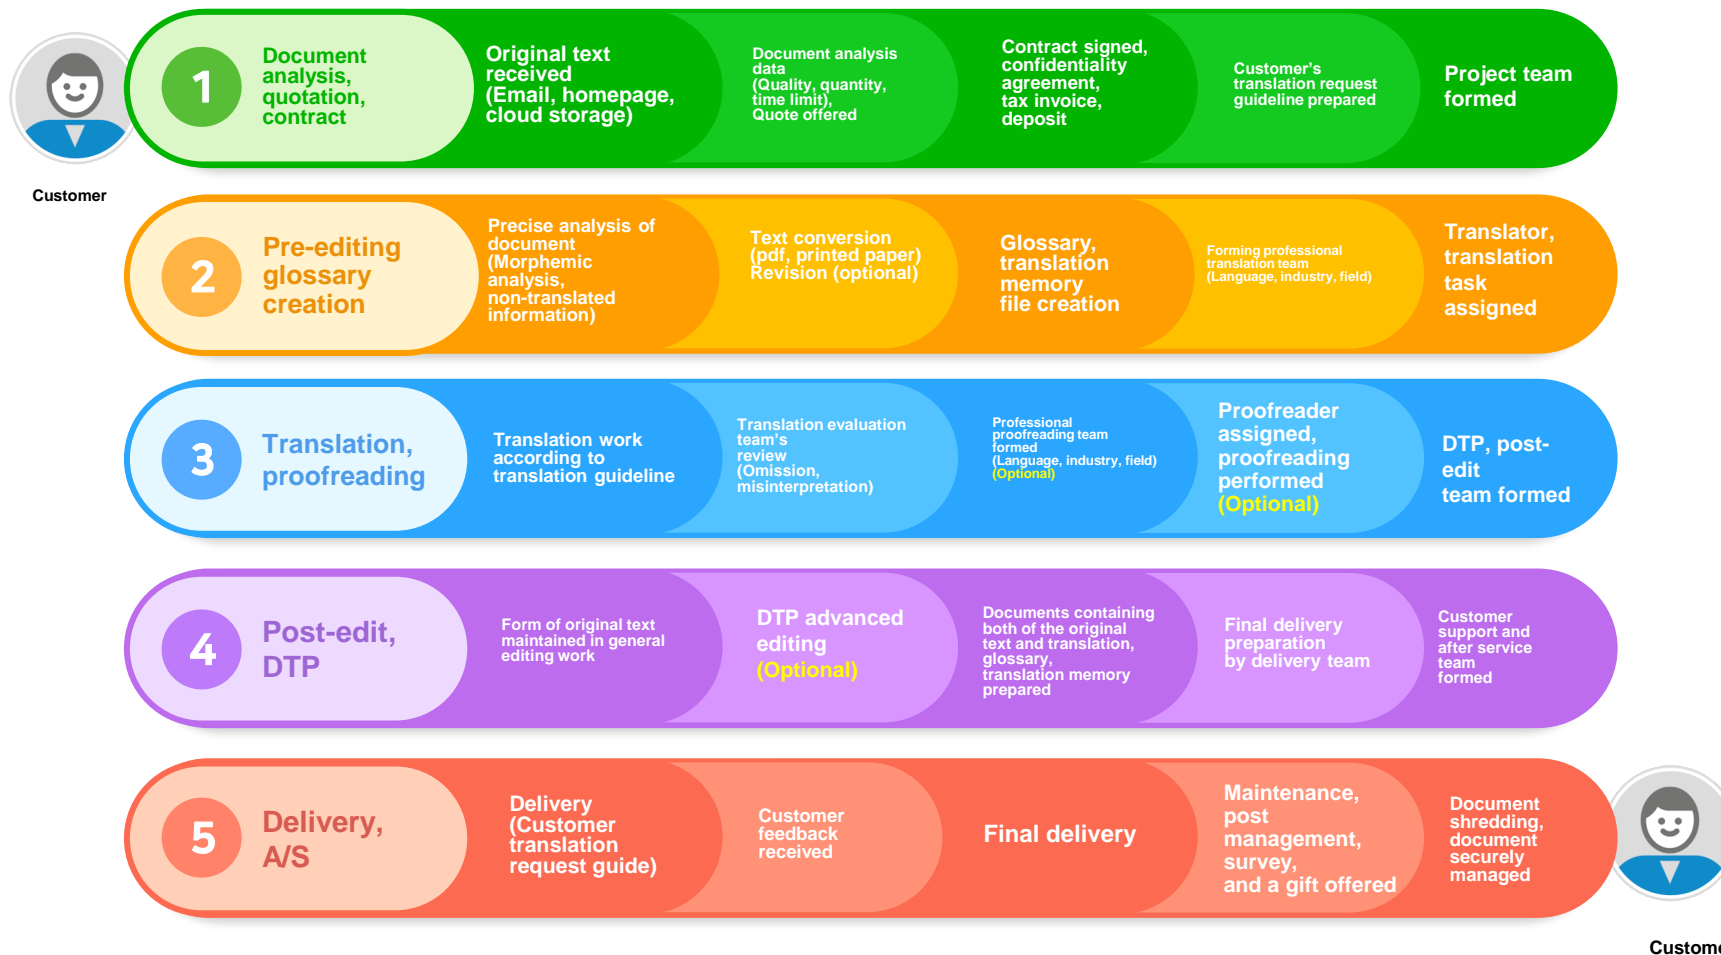 Customer
1
Document
analysis,
quotation,
contract
Original text
received
(Email, homepage,
cloud storage)
Document analysis
data
(Quality, quantity,
time limit),
Quote offered
Contract signed,
confidentiality
agreement,
tax invoice,
deposit
Customer's
translation request
guideline prepared
Project team
formed
2
Pre-editing
glossary
creation
Precise analysis of
document
(Morphemic
analysis,
non-translated
information)
Text conversion
(pdf, printed paper)
Revision (optional)
Glossary,
translation
memory
file creation
Forming professional
translation team
(Language, industry, field)
Translator,
translation
task
assigned
3
Translation,
proofreading
Translation work
according to
translation guideline
Translation evaluation
team's
review
(Omission,
misinterpretation)
Professional
proofreading team
formed
(Language, industry, field)
(Optional)
Proofreader
assigned,
proofreading
performed
(Optional)
DTP, post-
edit
team formed
4
Post-edit,
DTP
Form of original text
maintained in general
editing work
DTP advanced
editing
(Optional)
Documents containing
both of the original
text and translation,
glossary,
translation memory
prepared
Final delivery
preparation
by delivery team
Customer
support and
after service
team
formed
5
Delivery,
A/S
Delivery
(Customer
translation
request guide)
Customer
feedback
received
Final delivery
Maintenance,
post
management,
survey,
and a gift offered
Document
shredding,
document
securely
managed
Custome